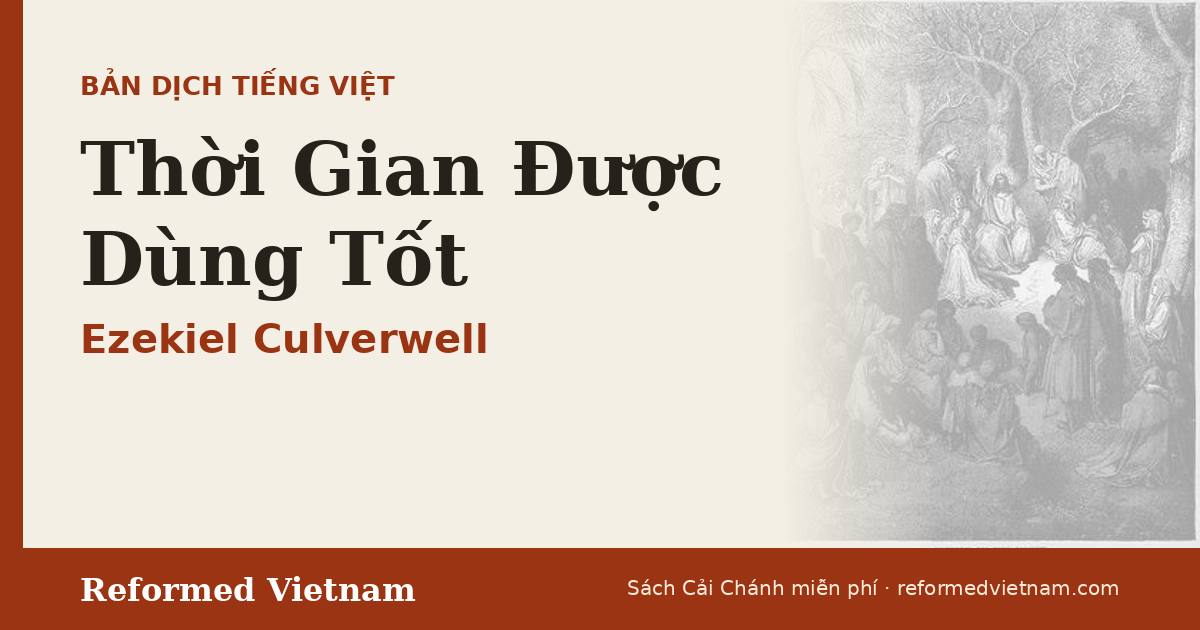 BẢN DỊCH TIẾNG VIỆT
Thời Gian Được
Dùng Tốt
Ezekiel Culverwell
Reformed Vietnam
Sách Cải Chánh miễn phí · reformedvietnam.com